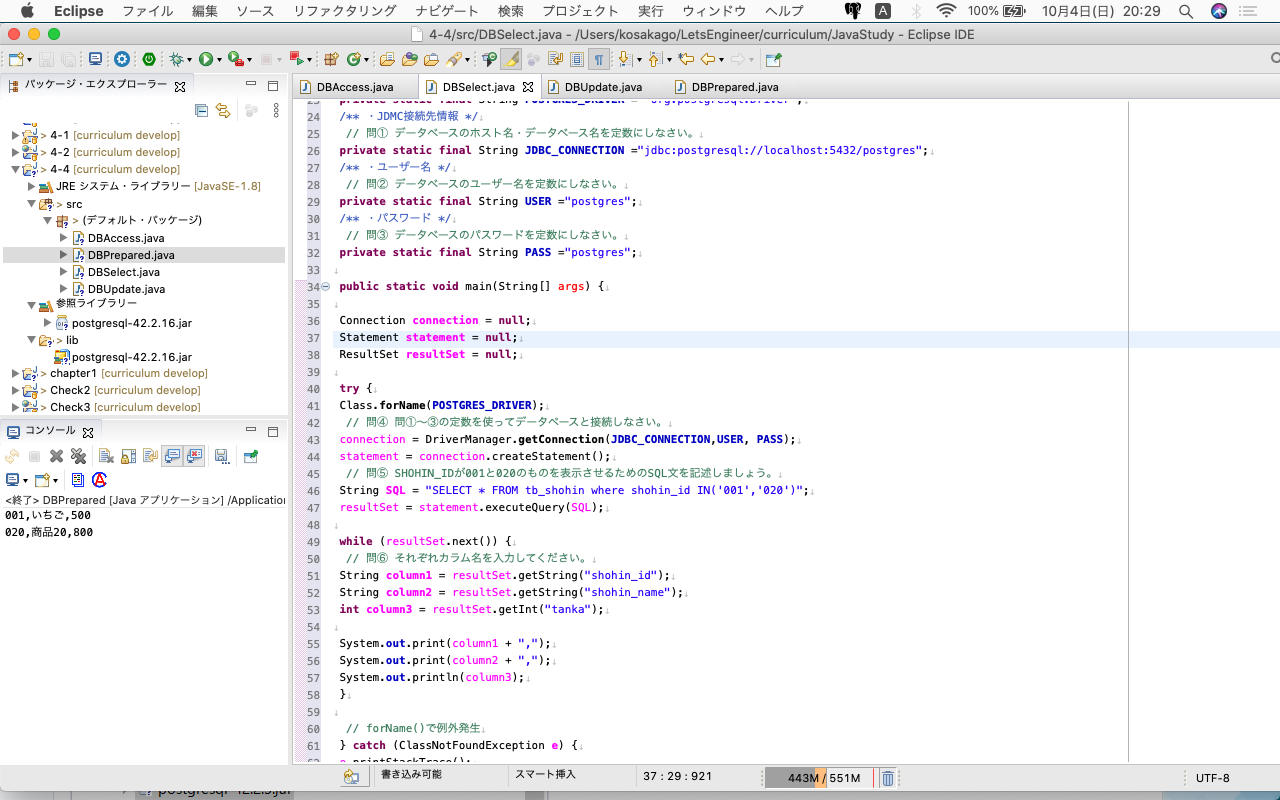 Eclipse ファイル 編集 ソース リファクタリング ナビゲート 検索 プロジェクト 実行 ウィンドウ ヘルプ A 100% 10月4日(日) 20:29
4-4/src/DBSelect.java - /Users/kosakago/LetsEngineer/curriculum/JavaStudy - Eclipse IDE
パッケージ・エクスプローラー
> 4-1 [curriculum develop]
> 4-2 [curriculum develop]
> 4-4 [curriculum develop]
JRE システム・ライブラリー [JavaSE-1.8]
> src
> (デフォルト・パッケージ)
DBAccess.java
DBPrepared.java
DBSelect.java
DBUpdate.java
参照ライブラリー
postgresql-42.2.16.jar
> lib
postgresql-42.2.16.jar
> chapter1 [curriculum develop]
> Check2 [curriculum develop]
> Check3 [curriculum develop]
コンソール
<終了> DBPrepared [Java アプリケーション] /Application
001,いちご,500
020,商品20,800
DBAccess.java DBSelect.java DBUpdate.java DBPrepared.java
24 /** ・JDMC接続先情報 */
25 // 問① データベースのホスト名・データベース名を定数にしなさい。
26 private static final String JDBC_CONNECTION ="jdbc:postgresql://localhost:5432/postgres";
27 /** ・ユーザー名 */
28 // 問② データベースのユーザー名を定数にしなさい。
29 private static final String USER ="postgres";
30 /** ・パスワード */
31 // 問③ データベースのパスワードを定数にしなさい。
32 private static final String PASS ="postgres";
33
34 public static void main(String[] args) {
35
36 Connection connection = null;
37 Statement statement = null;
38 ResultSet resultSet = null;
39
40 try {
41 Class.forName(POSTGRES_DRIVER);
42 // 問④ 問①〜③の定数を使ってデータベースと接続しなさい。
43 connection = DriverManager.getConnection(JDBC_CONNECTION,USER, PASS);
44 statement = connection.createStatement();
45 // 問⑤ SHOHIN_IDが001と020のものを表示させるためのSQL文を記述しましょう。
46 String SQL = "SELECT * FROM tb_shohin where shohin_id IN('001','020')";
47 resultSet = statement.executeQuery(SQL);
48
49 while (resultSet.next()) {
50 // 問⑥ それぞれカラム名を入力してください。
51 String column1 = resultSet.getString("shohin_id");
52 String column2 = resultSet.getString("shohin_name");
53 int column3 = resultSet.getInt("tanka");
54
55 System.out.print(column1 + ",");
56 System.out.print(column2 + ",");
57 System.out.println(column3);
58 }
59
60 // forName()で例外発生
61 } catch (ClassNotFoundException e) {
書き込み可能 スマート挿入 37 : 29 : 921 443M / 551M UTF-8